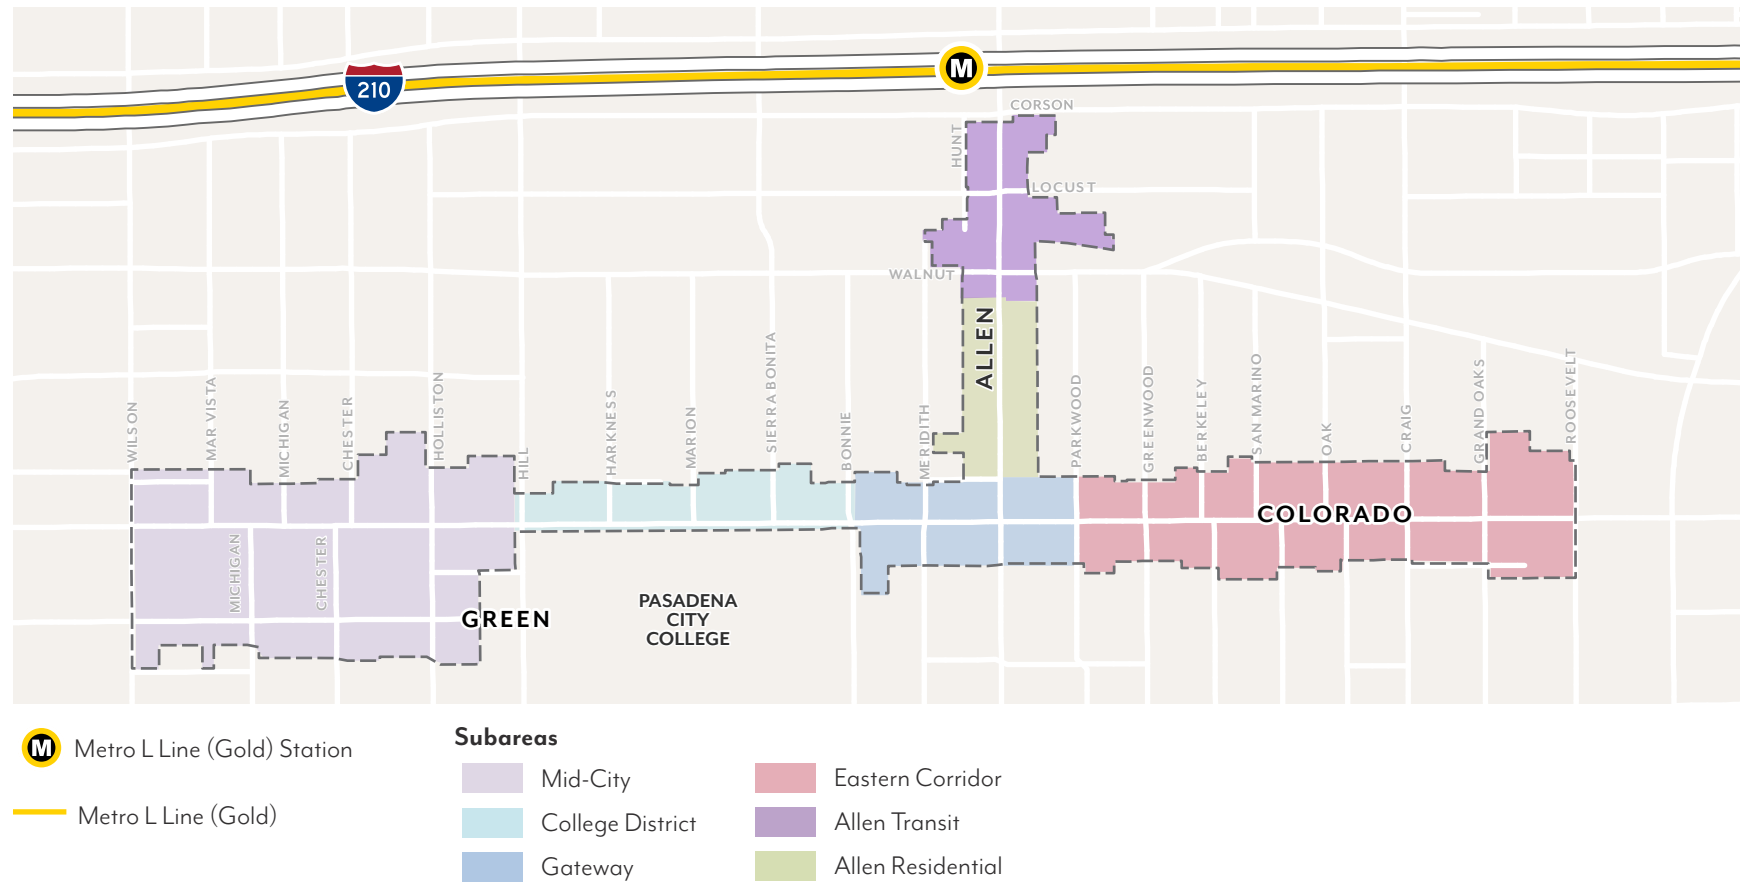 M
210
CORSON
HUNT
LOCUST
WALNUT
ALLEN
WILSON
MAR VISTA
MICHIGAN
CHESTER
HOLLISTON
HILL
HARKNESS
MARION
SIERRA BONITA
BONNIE
MERIDITH
PARKWOOD
GREENWOOD
BERKELEY
SAN MARINO
OAK
CRAIG
GRAND OAKS
ROOSEVELT
COLORADO
MICHIGAN
CHESTER
GREEN
PASADENA
CITY
COLLEGE
M Metro L Line (Gold) Station
Metro L Line (Gold)
Subareas
Mid-City
College District
Gateway
Eastern Corridor
Allen Transit
Allen Residential